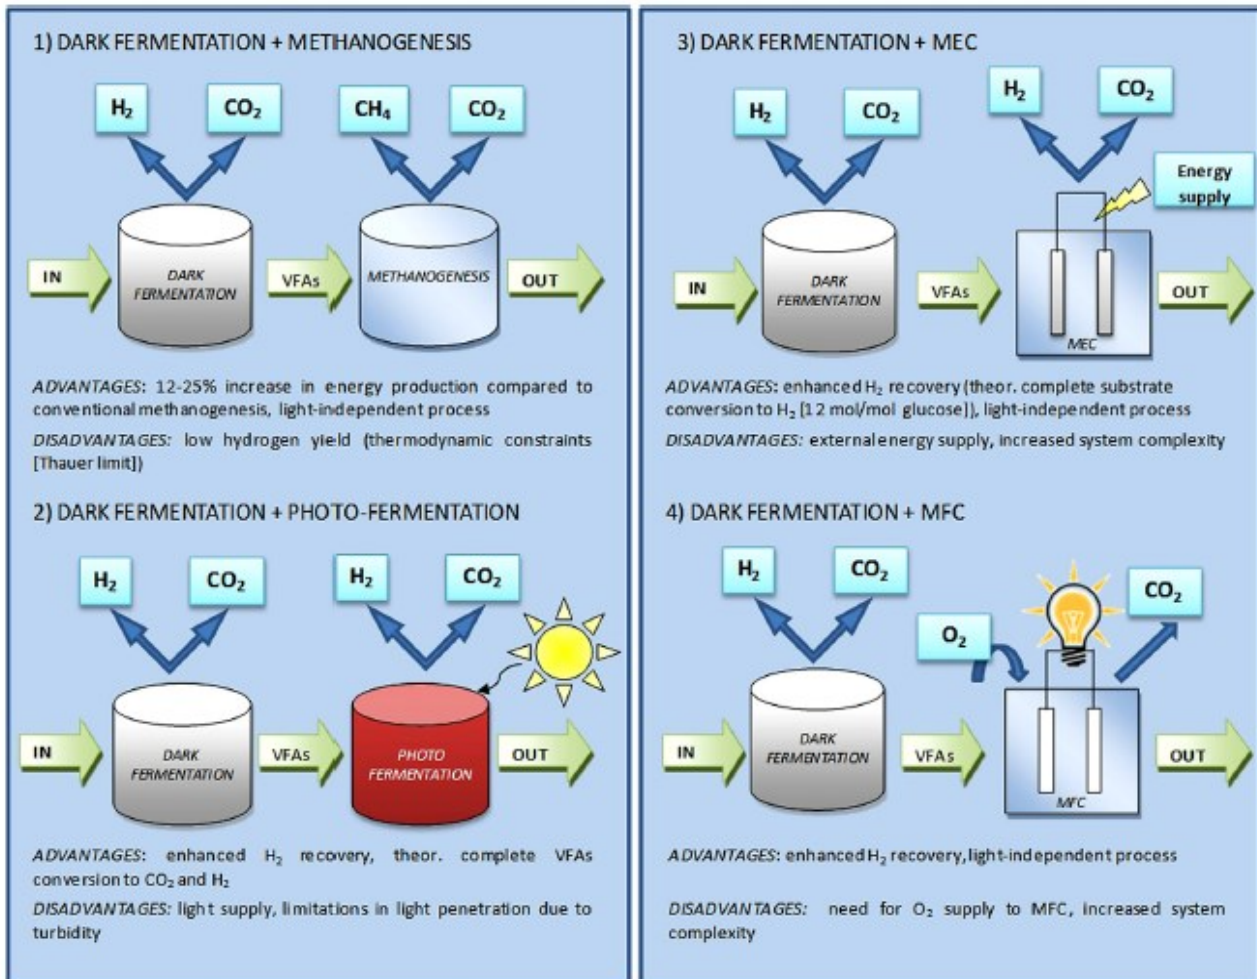 1) DARK FERMENTATION + METHANOGENESIS
H₂
CO₂
CH₄
CO₂
IN
DARK
FERMENTATION
VFAs
METHANOGENESIS
OUT
ADVANTAGES: 12-25% increase in energy production compared to
conventional methanogenesis, light-independent process
DISADVANTAGES: low hydrogen yield (thermodynamic constraints
[Thauer limit])
2) DARK FERMENTATION + PHOTO-FERMENTATION
H₂
CO₂
H₂
CO₂
IN
DARK
FERMENTATION
VFAs
PHOTO
FERMENTATION
OUT
ADVANTAGES: enhanced H₂ recovery, theor. complete VFAs
conversion to CO₂ and H₂
DISADVANTAGES: light supply, limitations in light penetration due to
turbidity
3) DARK FERMENTATION + MEC
H₂
CO₂
H₂
CO₂
Energy
supply
IN
DARK
FERMENTATION
VFAs
MEC
OUT
ADVANTAGES: enhanced H₂ recovery (theor. complete substrate
conversion to H₂ [12 mol/mol glucose]), light-independent process
DISADVANTAGES: external energy supply, increased system complexity
4) DARK FERMENTATION + MFC
H₂
CO₂
O₂
CO₂
IN
DARK
FERMENTATION
VFAs
MFC
OUT
ADVANTAGES: enhanced H₂ recovery, light-independent process
DISADVANTAGES: need for O₂ supply to MFC, increased system
complexity